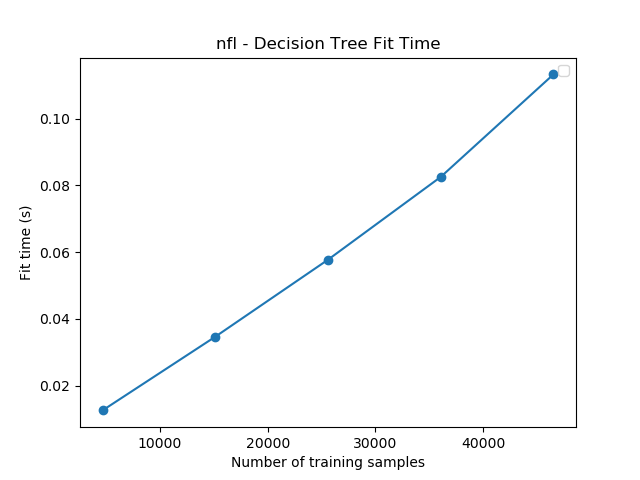 nfl - Decision Tree Fit Time
Fit time (s)
0.10
0.08
0.06
0.04
0.02
10000 20000 30000 40000
Number of training samples